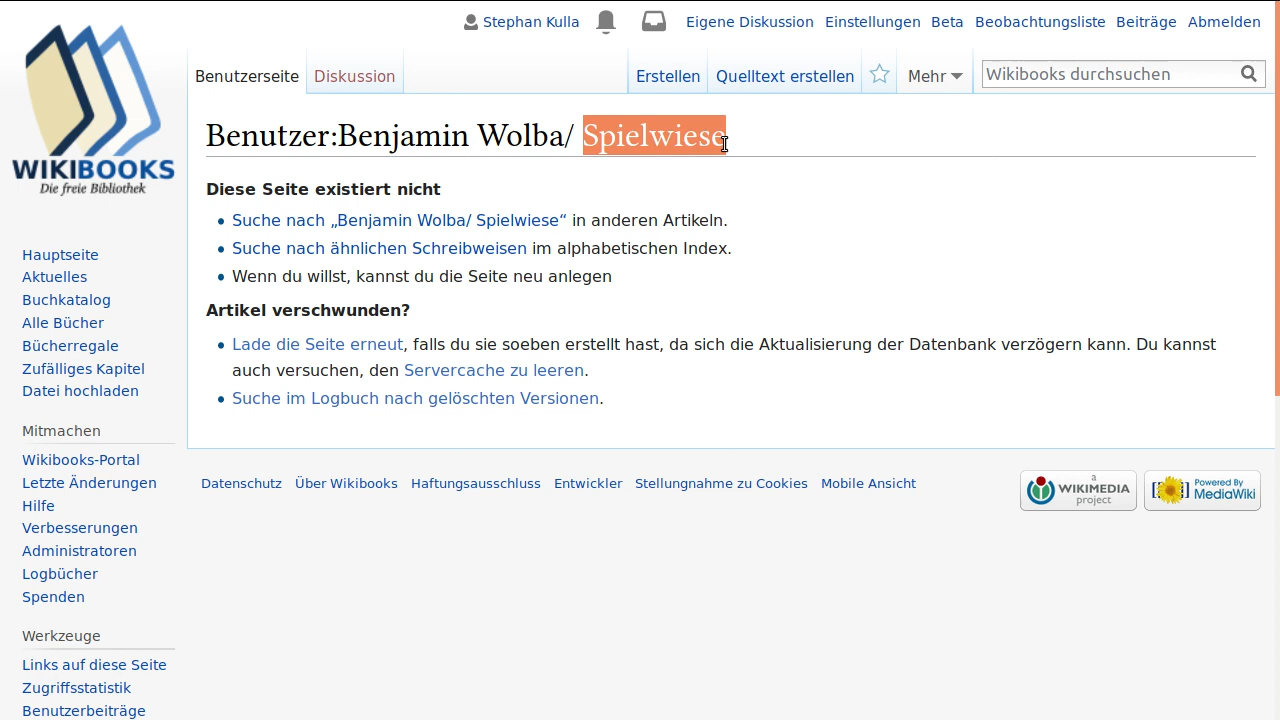 Stephan Kulla Eigene Diskussion Einstellungen Beta Beobachtungsliste Beiträge Abmelden
Benutzerseite Diskussion Erstellen Quelltext erstellen Mehr Wikibooks durchsuchen
WIKIBOOKS
Die freie Bibliothek
Benutzer:Benjamin Wolba/ Spielwiese
Diese Seite existiert nicht
Suche nach „Benjamin Wolba/ Spielwiese“ in anderen Artikeln.
Suche nach ähnlichen Schreibweisen im alphabetischen Index.
Wenn du willst, kannst du die Seite neu anlegen
Artikel verschwunden?
Lade die Seite erneut, falls du sie soeben erstellt hast, da sich die Aktualisierung der Datenbank verzögern kann. Du kannst
auch versuchen, den Servercache zu leeren.
Suche im Logbuch nach gelöschten Versionen.
Hauptseite
Aktuelles
Buchkatalog
Alle Bücher
Bücherregale
Zufälliges Kapitel
Datei hochladen
Mitmachen
Wikibooks-Portal
Letzte Änderungen
Hilfe
Verbesserungen
Administratoren
Logbücher
Spenden
Werkzeuge
Links auf diese Seite
Zugriffsstatistik
Benutzerbeiträge
Datenschutz Über Wikibooks Haftungsausschluss Entwickler Stellungnahme zu Cookies Mobile Ansicht
a
WIKIMEDIA
project
Powered By
MediaWiki